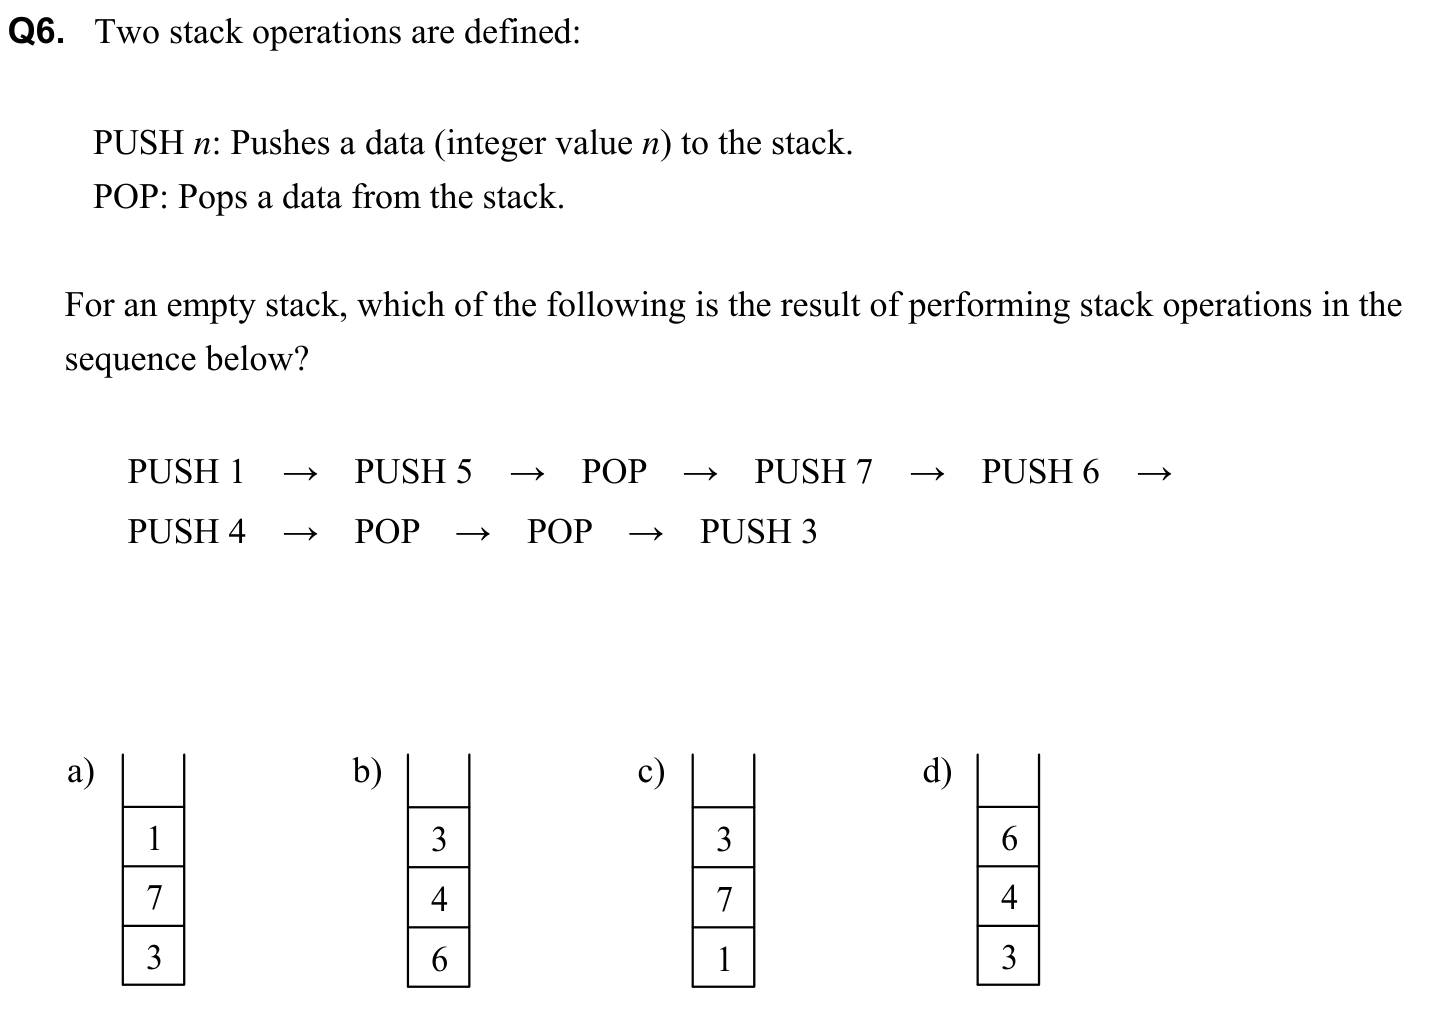 Q6. Two stack operations are defined:
PUSH n: Pushes a data (integer value n) to the stack.
POP: Pops a data from the stack.
For an empty stack, which of the following is the result of performing stack operations in the
sequence below?
PUSH 1 → PUSH 5 → POP → PUSH 7 → PUSH 6 →
PUSH 4 → POP → POP → PUSH 3
a)
1
7
3
b)
3
4
6
c)
3
7
1
d)
6
4
3